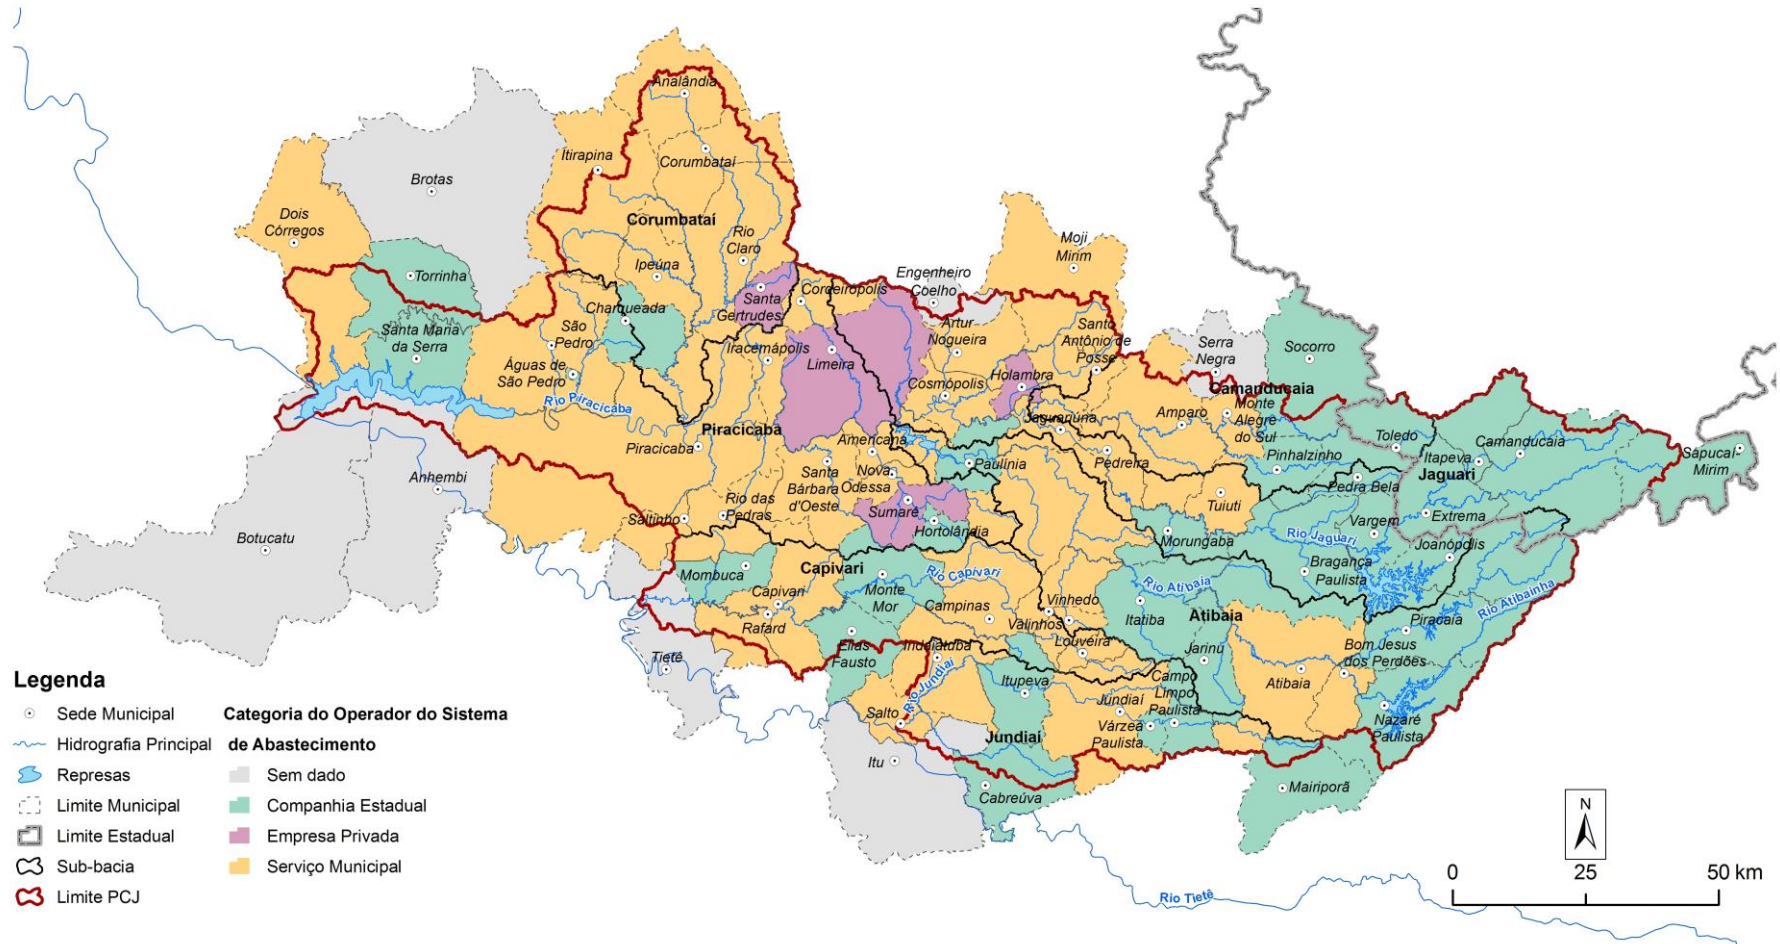 Analândia
Itirapina
Corumbataí
Brotas
Dois
Córregos
Corumbataí
Rio
Claro
Moji
Mirim
Ipeúna
Torrinha
Engenheiro
Coelho
Santa
Gertrudes
Cordeirópolis
Charqueada
São
Pedro
Santa Maria
da Serra
Artur
Nogueira
Santo
Antônio de
Posse
Serra
Negra
Socorro
Iracemápolis
Limeira
Águas de
São Pedro
Cosmópolis
Holambra
Camanducaia
Rio Piracicaba
Monte
Alegre
do Sul
Amparo
Jaguariúna
Piracicaba
Piracicaba
Americana
Toledo
Camanducaia
Itapeva
Sapucaí
Mirim
Jaguari
Pinhalzinho
Pedreira
Paulínia
Nova
Odessa
Santa
Bárbara
d'Oeste
Anhembi
Pedra Bela
Tuiuti
Rio das
Pedras
Saltinho
Sumaré
Hortolândia
Extrema
Vargem
Rio Jaguari
Joanópolis
Morungaba
Botucatu
Bragança
Paulista
Capivari
Mombuca
Rio Capivari
Rio Atibaia
Rio Atibainha
Capivari
Monte
Mor
Campinas
Vinhedo
Valinhos
Itatiba
Atibaia
Piracaia
Rafard
Louveira
Elias
Fausto
Indaiatuba
Bom Jesus
dos Perdões
Jarinu
Tietê
Rio Jundiaí
Itupeva
Campo
Limpo
Paulista
Atibaia
Jundiaí
Várzea
Paulista
Salto
Nazaré
Paulista
Jundiaí
Itu
Cabreúva
Mairiporã
Rio Tietê
Legenda
Sede Municipal
Hidrografia Principal
Represas
Limite Municipal
Limite Estadual
Sub-bacia
Limite PCJ
Categoria do Operador do Sistema
de Abastecimento
Sem dado
Companhia Estadual
Empresa Privada
Serviço Municipal
N
0 25 50 km